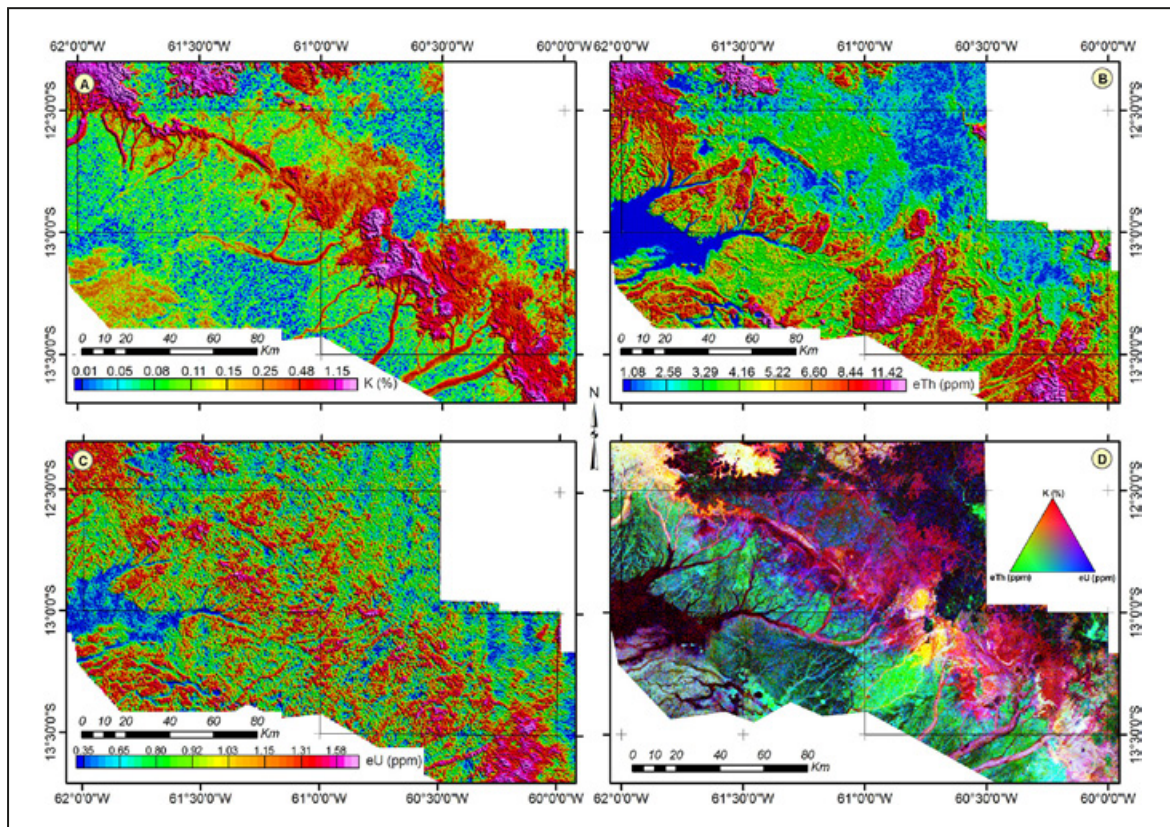 62°0'0"W 61°30'0"W 61°0'0"W 60°30'0"W 60°0'0"W 62°0'0"W 61°30'0"W 61°0'0"W 60°30'0"W 60°0'0"W
A
B
12°30'0"S 12°30'0"S
13°0'0"S 13°0'0"S
13°30'0"S 13°30'0"S
0 10 20 40 60 80
Km
0.01 0.05 0.08 0.11 0.15 0.25 0.48 1.15 K (%)
0 10 20 40 60 80
Km
1.08 2.58 3.29 4.16 5.22 6.60 8.44 11.42 eTh (ppm)
N
C
D
K (%)
eTh (ppm) eU (ppm)
12°30'0"S 12°30'0"S
13°0'0"S 13°0'0"S
13°30'0"S 13°30'0"S
0 10 20 40 60 80
Km
0.35 0.65 0.80 0.92 1.03 1.15 1.31 1.58 eU (ppm)
0 10 20 40 60 80
Km
62°0'0"W 61°30'0"W 61°0'0"W 60°30'0"W 60°0'0"W 62°0'0"W 61°30'0"W 61°0'0"W 60°30'0"W 60°0'0"W